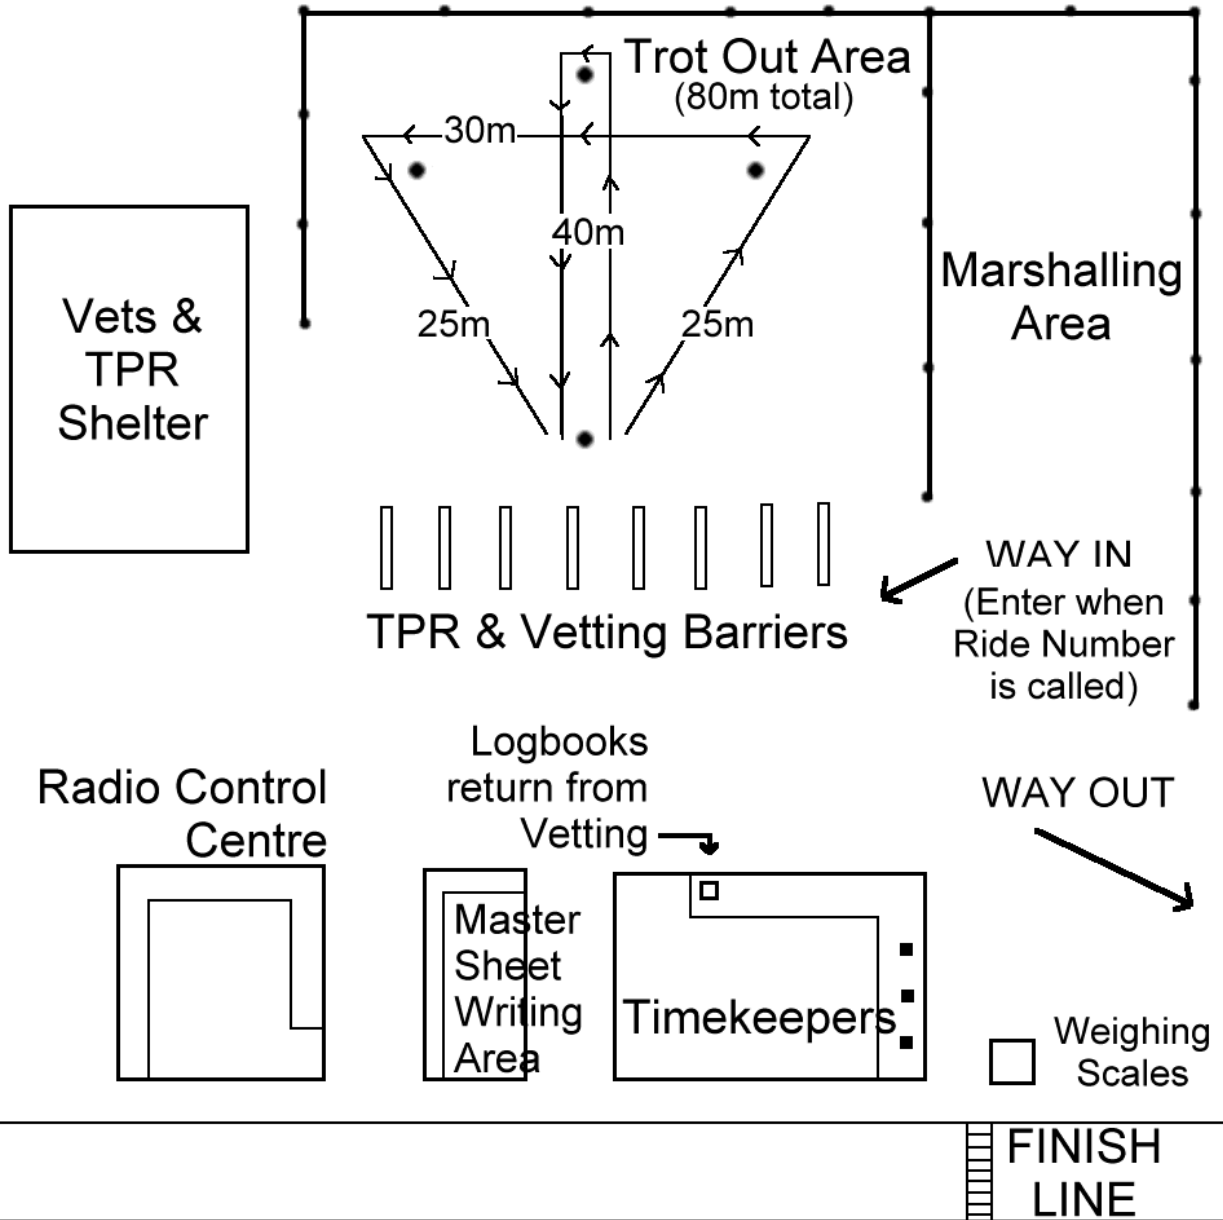 Trot Out Area
(80m total)
30m
40m
25m
25m
Vets &
TPR
Shelter
Marshalling
Area
WAY IN
(Enter when
Ride Number
is called)
TPR & Vetting Barriers
Logbooks
return from
Vetting
WAY OUT
Radio Control
Centre
Master
Sheet
Writing
Area
Timekeepers
Weighing
Scales
FINISH
LINE